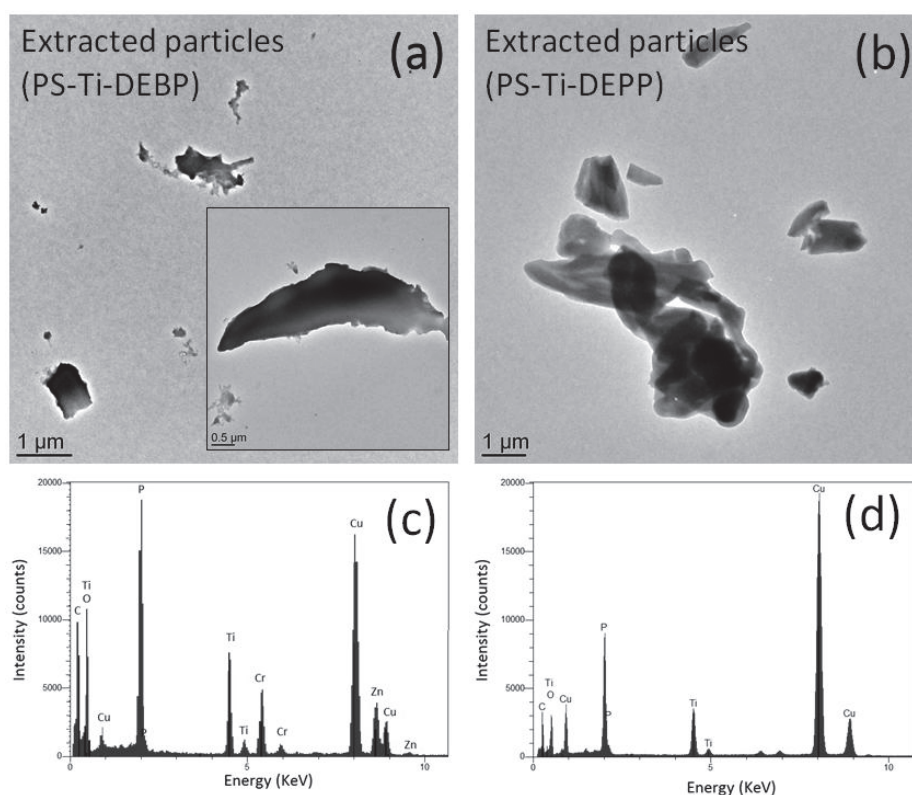 Extracted particles
(PS-Ti-DEBP)
(a)
1 µm
0.5 µm
Extracted particles
(PS-Ti-DEPP)
(b)
1 µm
(c)
20000
15000
10000
5000
0
Intensity (counts)
C
Ti
O
Cu
P
P
Ti
Ti
Cr
Cr
Cu
Zn
Cu
Zn
0
5
10
Energy (KeV)
(d)
20000
15000
10000
5000
0
Intensity (counts)
C
Ti
O
Cu
P
P
Ti
Ti
Cu
Cu
0
5
10
Energy (KeV)